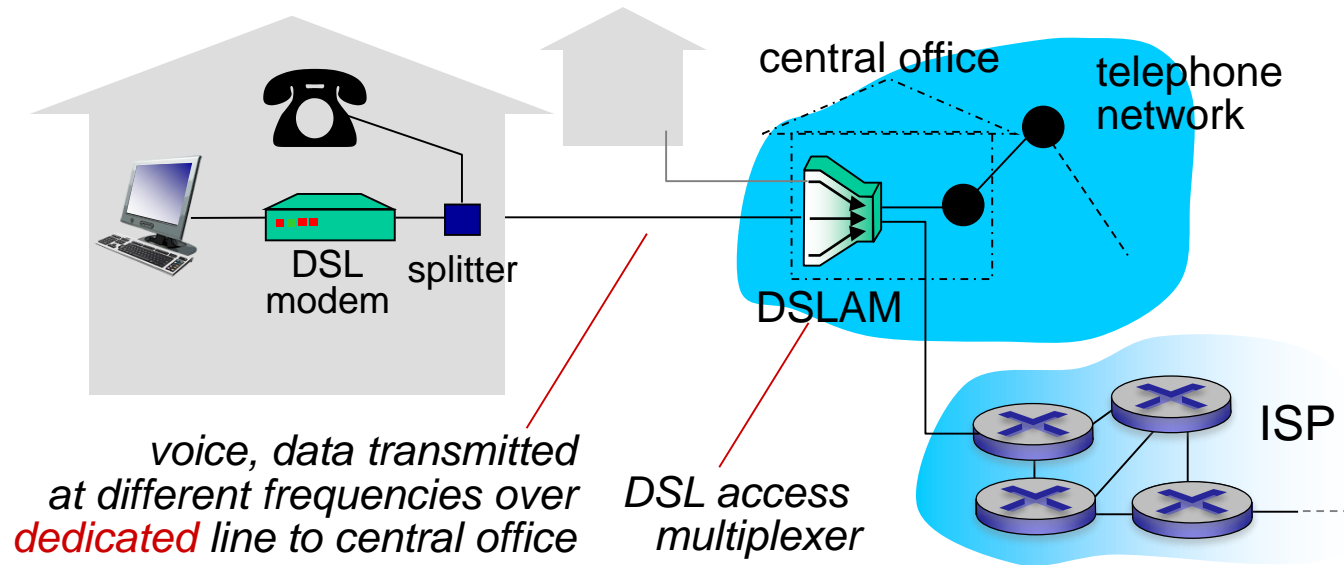 central office
telephone
network
DSL
modem
splitter
DSLAM
ISP
voice, data transmitted
at different frequencies over
dedicated line to central office
DSL access
multiplexer